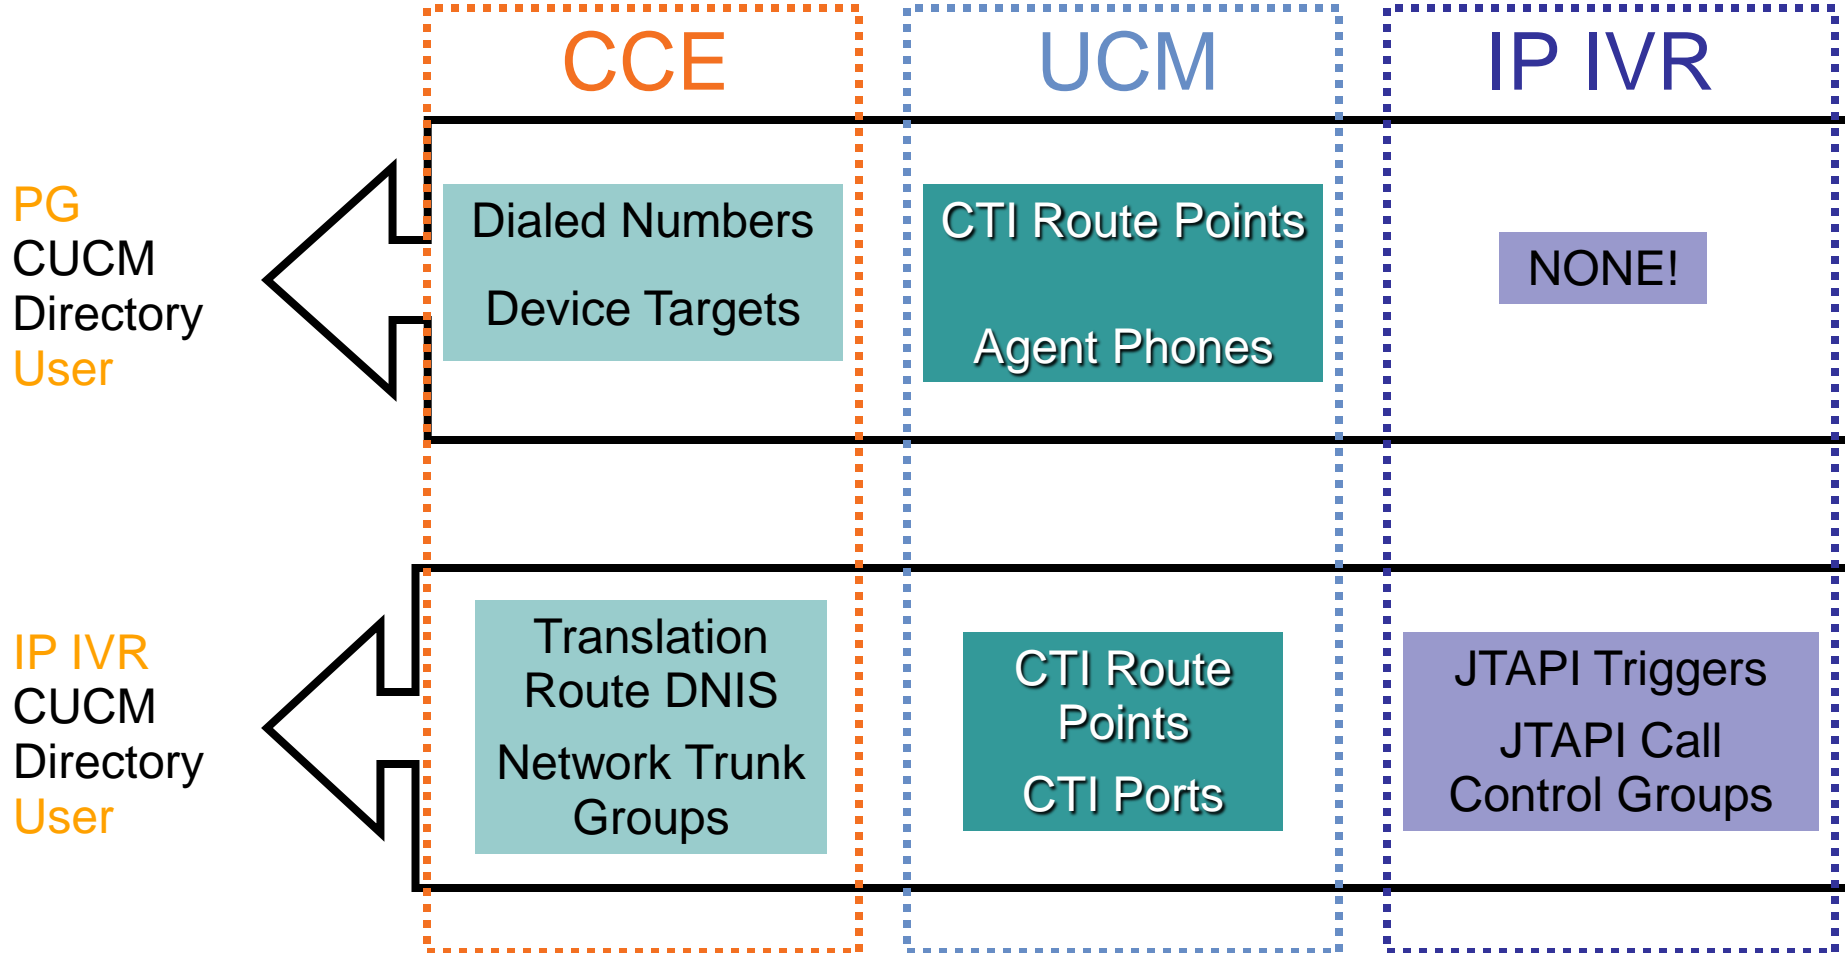 CCE
UCM
IP IVR
PG
CUCM
Directory
User
Dialed Numbers
Device Targets
CTI Route Points
Agent Phones
NONE!
IP IVR
CUCM
Directory
User
Translation
Route DNIS
Network Trunk
Groups
CTI Route
Points
CTI Ports
JTAPI Triggers
JTAPI Call
Control Groups